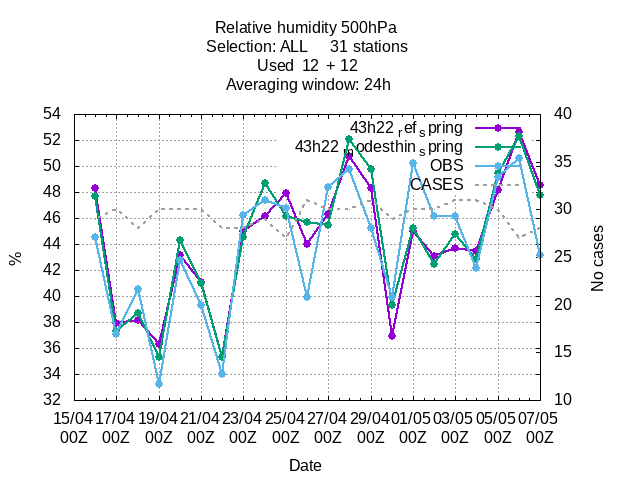 Relative humidity 500hPa
Selection: ALL 31 stations
Used 12 + 12
Averaging window: 24h
54
52
50
48
46
44
42
40
38
36
34
32
%
40
35
30
25
20
15
10
No cases
43h22_ref_spring
43h22_nodesthin_spring
OBS
CASES
15/04 17/04 19/04 21/04 23/04 25/04 27/04 29/04 01/05 03/05 05/05 07/05
00Z 00Z 00Z 00Z 00Z 00Z 00Z 00Z 00Z 00Z 00Z 00Z
Date